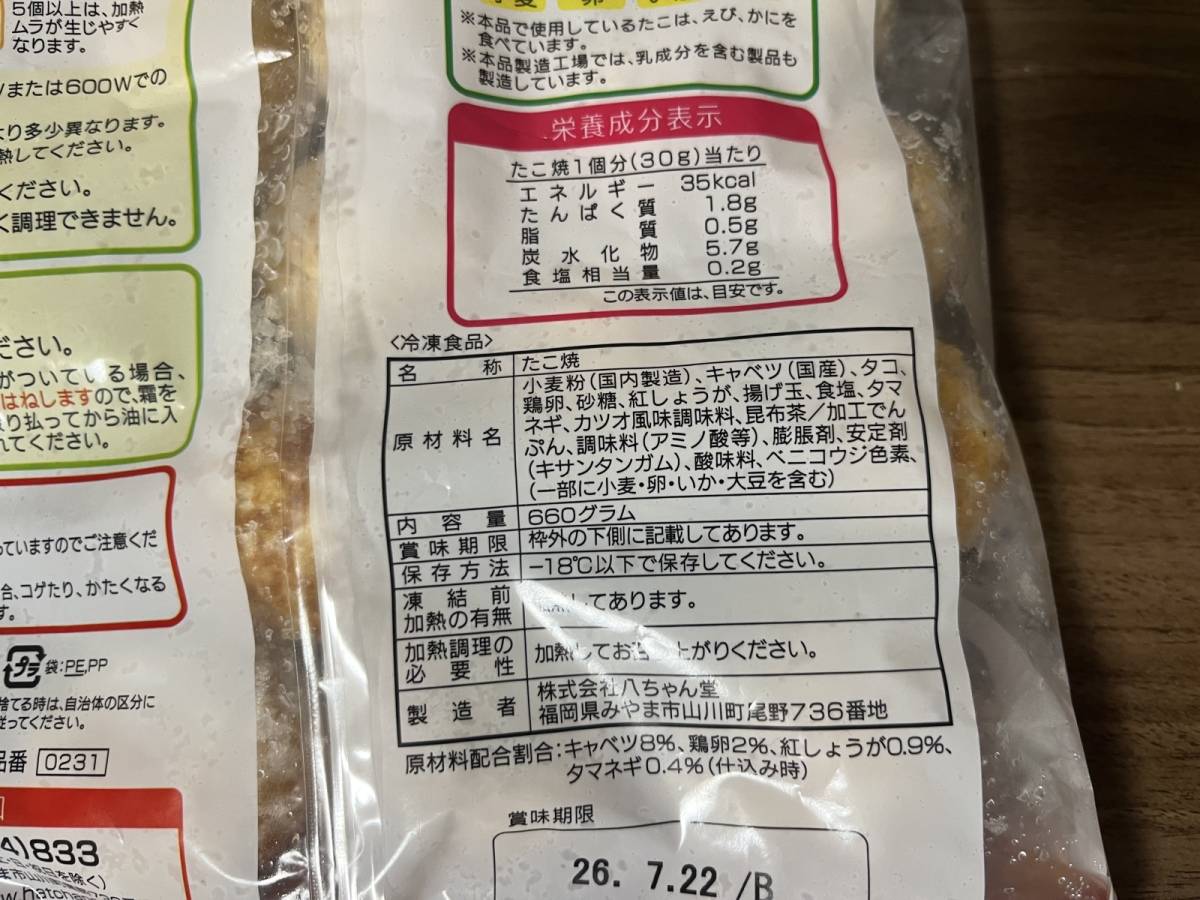 5個以上は、加熱
ムラが生じやすく
なります。
または600Wでの
より多少異なります。
熱してください。
ください。
く調理できません。
ださい。
がついている場合、
はねしますので、霜を
り払ってから油に入
れてください。
っていますのでご注意くだ
合、コゲたり、かたくなる
す。
プラ 袋:PE,PP
捨てる時は、自治体の区分に
従ってください。
品番 0231
4)833
※本品で使用しているたこは、えび、かにを
食べています。
※本品製造工場では、乳成分を含む製品も
製造しています。
栄養成分表示
たこ焼1個分(30g)当たり
エネルギー 35kcal
たんぱく質 1.8g
脂質 0.5g
炭水化物 5.7g
食塩相当量 0.2g
この表示値は、目安です。
〈冷凍食品〉
名称 たこ焼
原材料名 小麦粉(国内製造)、キャベツ(国産)、タコ、
鶏卵、砂糖、紅しょうが、揚げ玉、食塩、タマ
ネギ、カツオ風味調味料、昆布茶/加工でん
ぷん、調味料(アミノ酸等)、膨脹剤、安定剤
(キサンタンガム)、酸味料、ベニコウジ色素、
(一部に小麦・卵・いか・大豆を含む)
内容量 660グラム
賞味期限 枠外の下側に記載してあります。
保存方法 -18℃以下で保存してください。
凍結前
加熱の有無 してあります。
加熱調理の
必要性 加熱してお召し上がりください。
製造者 株式会社八ちゃん堂
福岡県みやま市山川町尾野736番地
原材料配合割合:キャベツ8%、鶏卵2%、紅しょうが0.9%、
タマネギ0.4%(仕込み時)
賞味期限
26. 7.22 /B